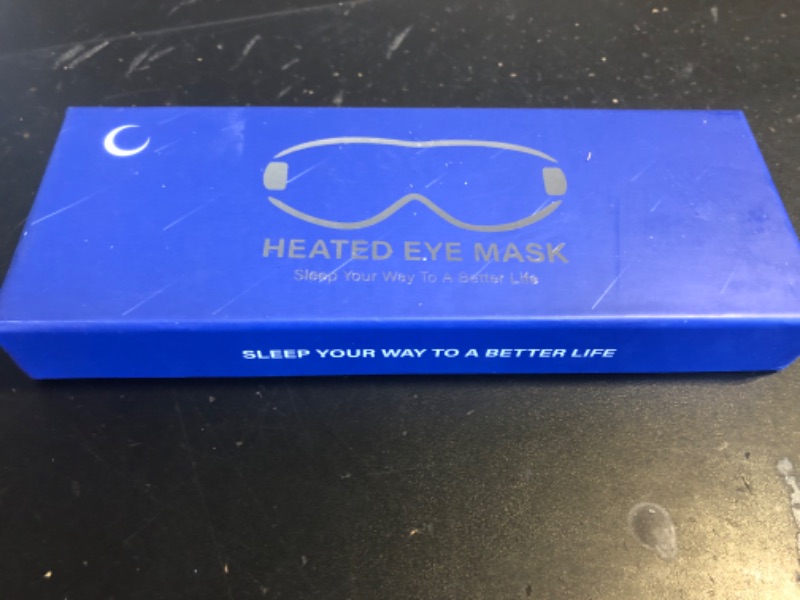 HEATED EYE MASK
Sleep Your Way To A Better Life
SLEEP YOUR WAY TO A BETTER LIFE